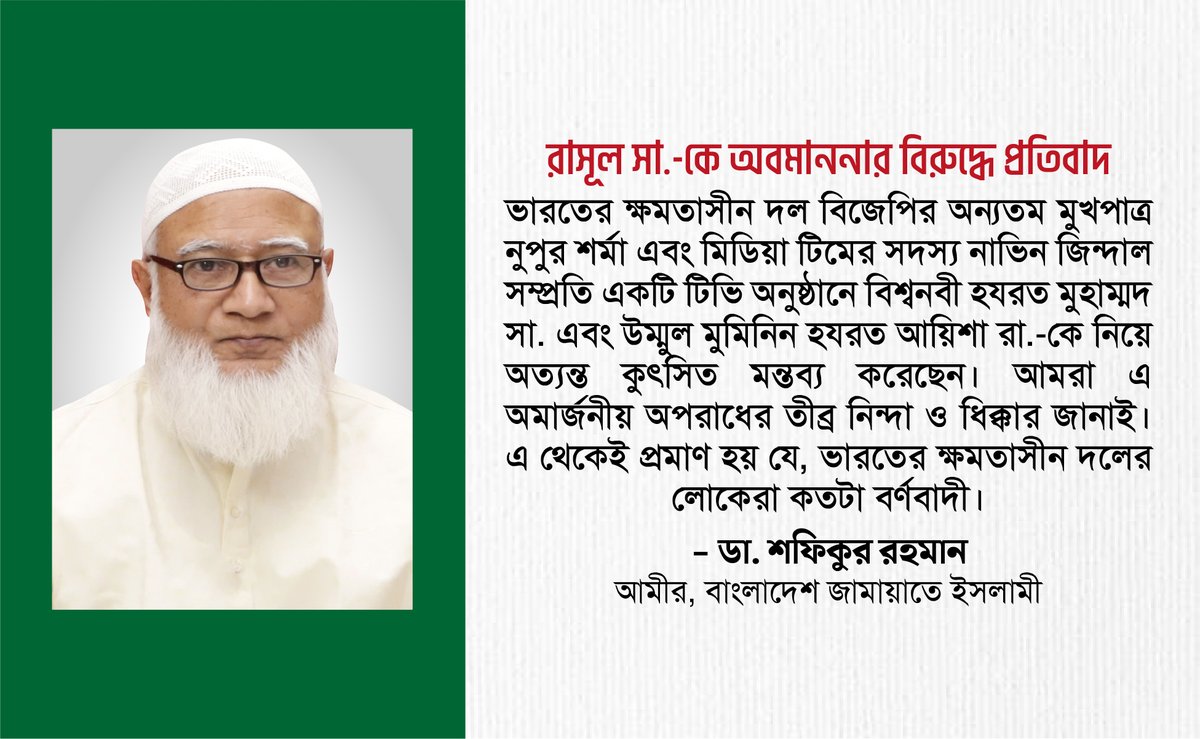 রাসূল সা.-কে অবমাননার বিরুদ্ধে প্রতিবাদ
ভারতের ক্ষমতাসীন দল বিজেপির অন্যতম মুখপাত্র
নুপুর শর্মা এবং মিডিয়া টিমের সদস্য নাভিন জিন্দাল
সম্প্রতি একটি টিভি অনুষ্ঠানে বিশ্বনবী হযরত মুহাম্মদ
সা. এবং উম্মুল মুমিনিন হযরত আয়িশা রা.-কে নিয়ে
অত্যন্ত কুৎসিত মন্তব্য করেছেন। আমরা এ
অমার্জনীয় অপরাধের তীব্র নিন্দা ও ধিক্কার জানাই।
এ থেকেই প্রমাণ হয় যে, ভারতের ক্ষমতাসীন দলের
লোকেরা কতটা বর্ণবাদী।
– ডা. শফিকুর রহমান
আমীর, বাংলাদেশ জামায়াতে ইসলামী